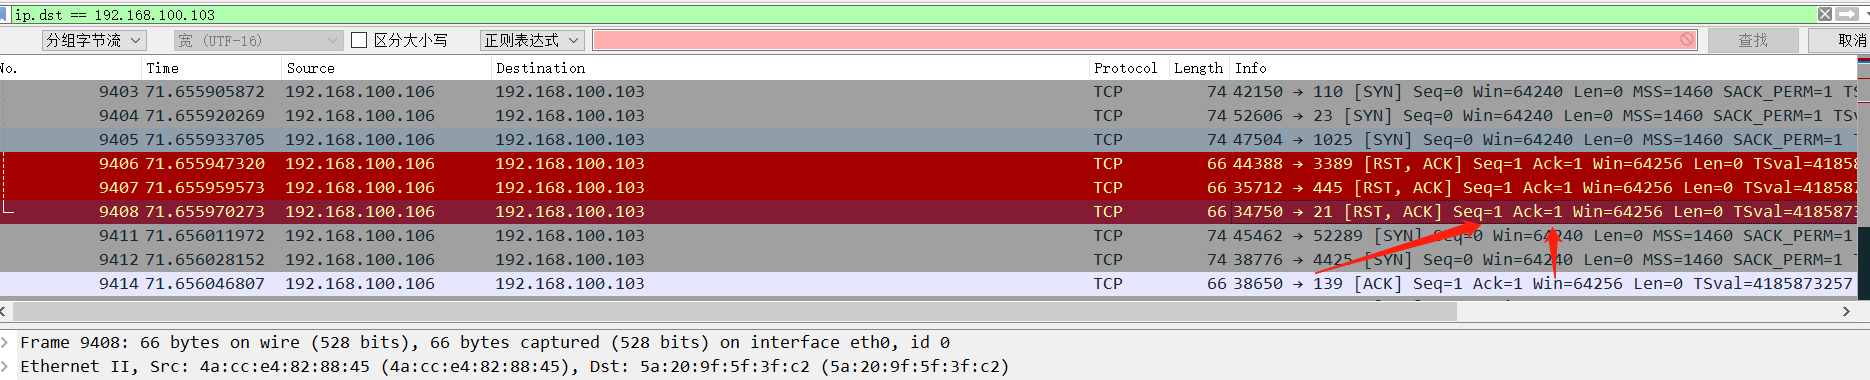 ip.dst == 192.168.100.103
分组字节流 宽 (UTF-16) 区分大小写 正则表达式 查找 取消
No. Time Source Destination Protocol Length Info
9403 71.655905872 192.168.100.106 192.168.100.103 TCP 74 42150 → 110 [SYN] Seq=0 Win=64240 Len=0 MSS=1460 SACK_PERM=1 TS
9404 71.655920269 192.168.100.106 192.168.100.103 TCP 74 52606 → 23 [SYN] Seq=0 Win=64240 Len=0 MSS=1460 SACK_PERM=1 TSv
9405 71.655933705 192.168.100.106 192.168.100.103 TCP 74 47504 → 1025 [SYN] Seq=0 Win=64240 Len=0 MSS=1460 SACK_PERM=1 T
9406 71.655947320 192.168.100.106 192.168.100.103 TCP 66 44388 → 3389 [RST, ACK] Seq=1 Ack=1 Win=64256 Len=0 TSval=41858
9407 71.655959573 192.168.100.106 192.168.100.103 TCP 66 35712 → 445 [RST, ACK] Seq=1 Ack=1 Win=64256 Len=0 TSval=418587
9408 71.655970273 192.168.100.106 192.168.100.103 TCP 66 34750 → 21 [RST, ACK] Seq=1 Ack=1 Win=64256 Len=0 TSval=4185873
9411 71.656011972 192.168.100.106 192.168.100.103 TCP 74 45462 → 52289 [SYN] Seq=0 Win=64240 Len=0 MSS=1460 SACK_PERM=1
9412 71.656028152 192.168.100.106 192.168.100.103 TCP 74 38776 → 4425 [SYN] Seq=0 Win=64240 Len=0 MSS=1460 SACK_PERM=1 T
9414 71.656046807 192.168.100.106 192.168.100.103 TCP 66 38650 → 139 [ACK] Seq=1 Ack=1 Win=64256 Len=0 TSval=4185873257
Frame 9408: 66 bytes on wire (528 bits), 66 bytes captured (528 bits) on interface eth0, id 0
Ethernet II, Src: 4a:cc:e4:82:88:45 (4a:cc:e4:82:88:45), Dst: 5a:20:9f:5f:3f:c2 (5a:20:9f:5f:3f:c2)